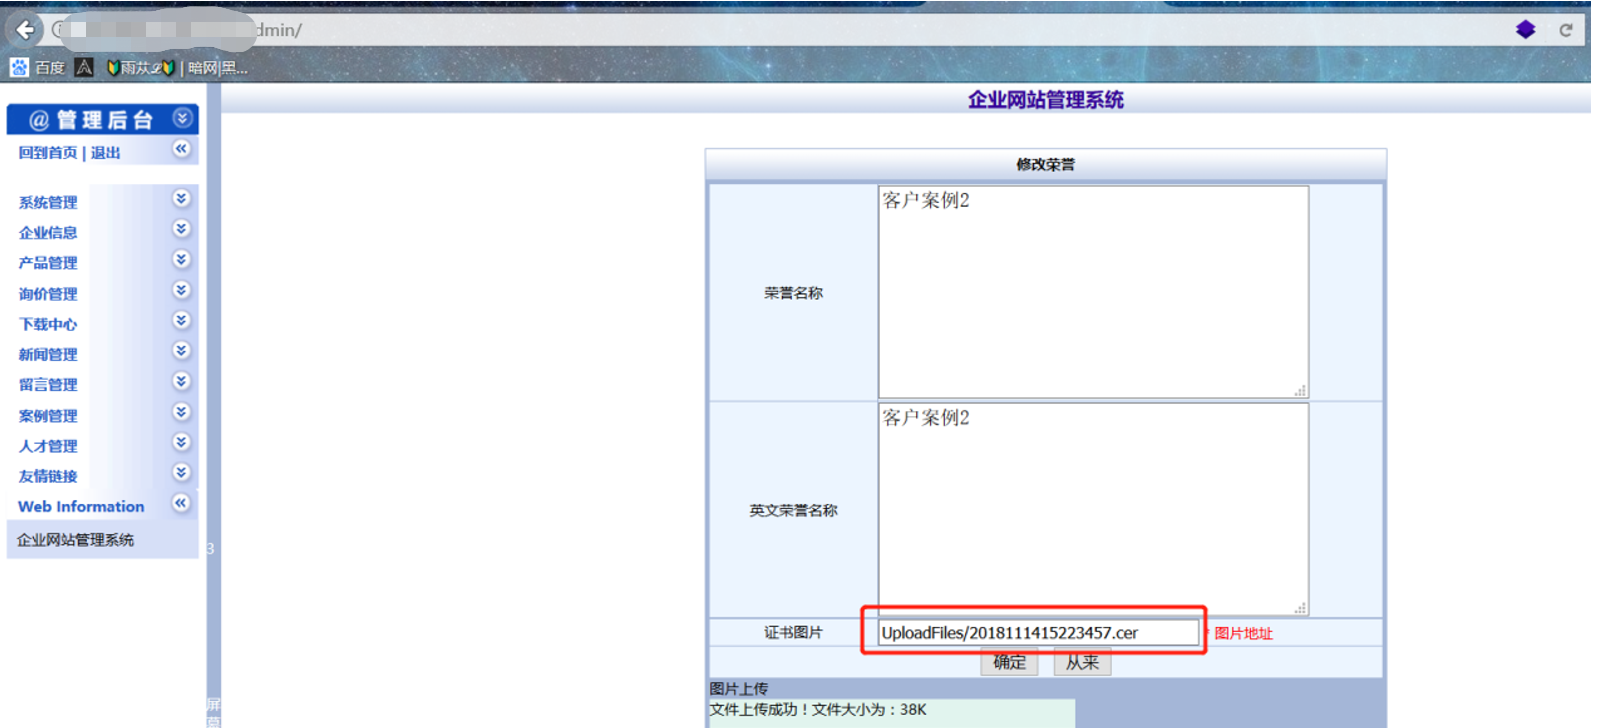 dmin/
百度 雨苁ℒ | 暗网|黑...
企业网站管理系统
@管理后台
回到首页 | 退出
系统管理
企业信息
产品管理
询价管理
下载中心
新闻管理
留言管理
案例管理
人才管理
友情链接
Web Information
企业网站管理系统
3
屏
修改荣誉
荣誉名称
客户案例2
英文荣誉名称
客户案例2
证书图片 UploadFiles/2018111415223457.cer * 图片地址
确定 从来
图片上传
文件上传成功！文件大小为：38K